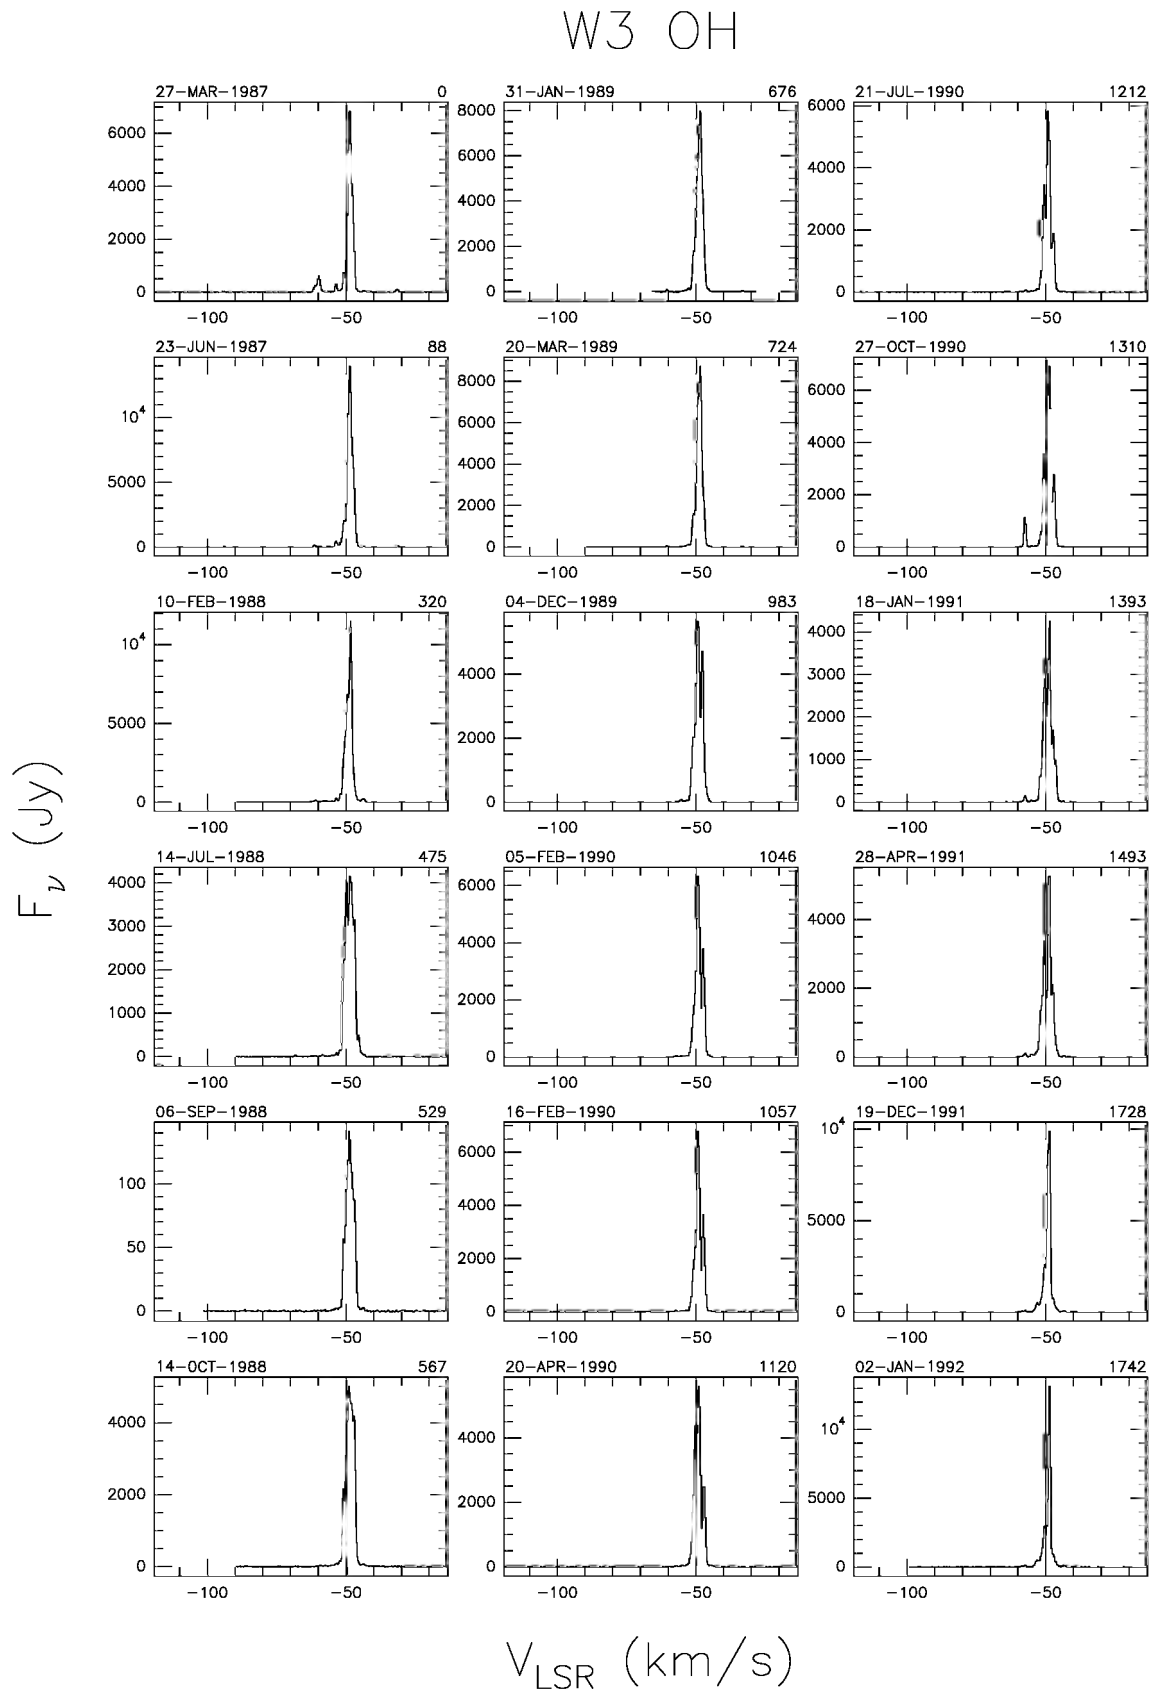 W3 OH
27-MAR-1987 0 31-JAN-1989 676 21-JUL-1990 1212
6000 4000 2000 0
8000 6000 4000 2000 0
6000 4000 2000 0
-100 -50 -100 -50 -100 -50
23-JUN-1987 88 20-MAR-1989 724 27-OCT-1990 1310
10⁴ 5000 0
8000 6000 4000 2000 0
6000 4000 2000 0
-100 -50 -100 -50 -100 -50
10-FEB-1988 320 04-DEC-1989 983 18-JAN-1991 1393
10⁴ 5000 0
4000 2000 0
4000 3000 2000 1000 0
-100 -50 -100 -50 -100 -50
14-JUL-1988 475 05-FEB-1990 1046 28-APR-1991 1493
4000 3000 2000 1000 0
6000 4000 2000 0
4000 2000 0
-100 -50 -100 -50 -100 -50
06-SEP-1988 529 16-FEB-1990 1057 19-DEC-1991 1728
100 50 0
6000 4000 2000 0
10⁴ 5000 0
-100 -50 -100 -50 -100 -50
14-OCT-1988 567 20-APR-1990 1120 02-JAN-1992 1742
4000 2000 0
4000 2000 0
10⁴ 5000 0
-100 -50 -100 -50 -100 -50
F_ν (Jy)
V_LSR (km/s)